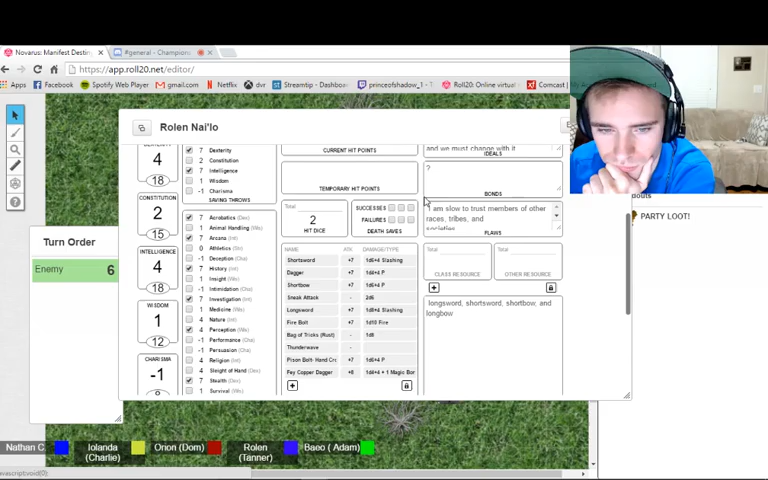 Novarus: Manifest Destin
#general - Champions
https://app.roll20.net/editor/
Apps
Facebook
Spotify Web Player
gmail.com
Netflix
dvr
Streamtip - Dashboa
princeofshadow_1 - T
Roll20: Online virtual
Comcast | My
PARTY LOOT!
Turn Order
Enemy 6
Rolen Nai'lo
4
18
CONSTITUTION
2
15
INTELLIGENCE
4
18
WISDOM
1
12
CHARISMA
-1
7 Dexterity
2 Constitution
7 Intelligence
1 Wisdom
-1 Charisma
SAVING THROWS
7 Acrobatics (Dex)
1 Animal Handling (Wis)
7 Arcana (Int)
0 Athletics (Str)
-1 Deception (Cha)
7 History (Int)
1 Insight (Wis)
-1 Intimidation (Cha)
7 Investigation (Int)
1 Medicine (Wis)
4 Nature (Int)
4 Perception (Wis)
-1 Performance (Cha)
-1 Persuasion (Cha)
4 Religion (Int)
4 Sleight of Hand (Dex)
7 Stealth (Dex)
1 Survival (Wis)
CURRENT HIT POINTS
TEMPORARY HIT POINTS
Total
2
HIT DICE
SUCCESSES
FAILURES
DEATH SAVES
NAME ATK DAMAGE/TYPE
Shortsword +7 1d6+4 Slashing
Dagger +7 1d4+4 P
Shortbow +7 1d6+4 P
Sneak Attack - 2d6
Longsword +7 1d8+4 Slashing
Fire Bolt +7 1d10 Fire
Bag of Tricks (Rust) - 1d8
Thunderwave -
Pison Bolt- Hand Cro +7 1d6+4 P
Fey Copper Dagger +8 1d4+4 + 1 Magic Bon
and we must change with it
IDEALS
?
BONDS
I am slow to trust members of other
races, tribes, and
societies
FLAWS
Total
CLASS RESOURCE
Total
OTHER RESOURCE
longsword, shortsword, shortbow, and
longbow
Nathan C
Iolanda
(Charlie)
Orion (Dom)
Rolen
(Tanner)
Baeo ( Adam)
avascript:void(0);